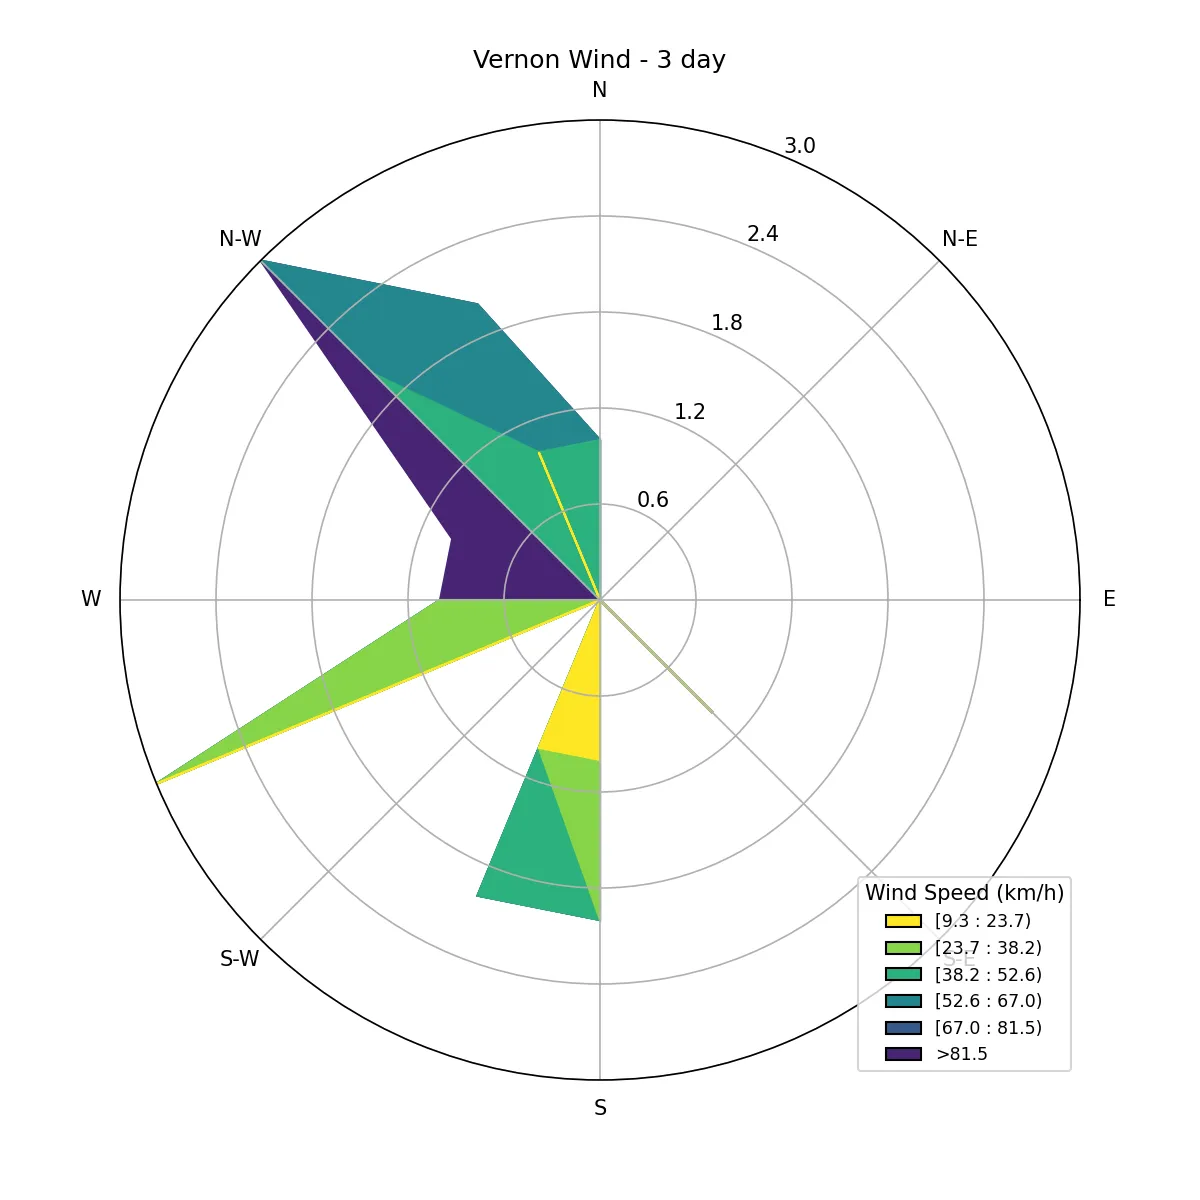 Vernon Wind - 3 day
N
3.0
N-W
2.4
N-E
1.8
1.2
0.6
W
E
Wind Speed (km/h)
[9.3 : 23.7)
[23.7 : 38.2)
S-W
S-E
[38.2 : 52.6)
[52.6 : 67.0)
[67.0 : 81.5)
>81.5
S